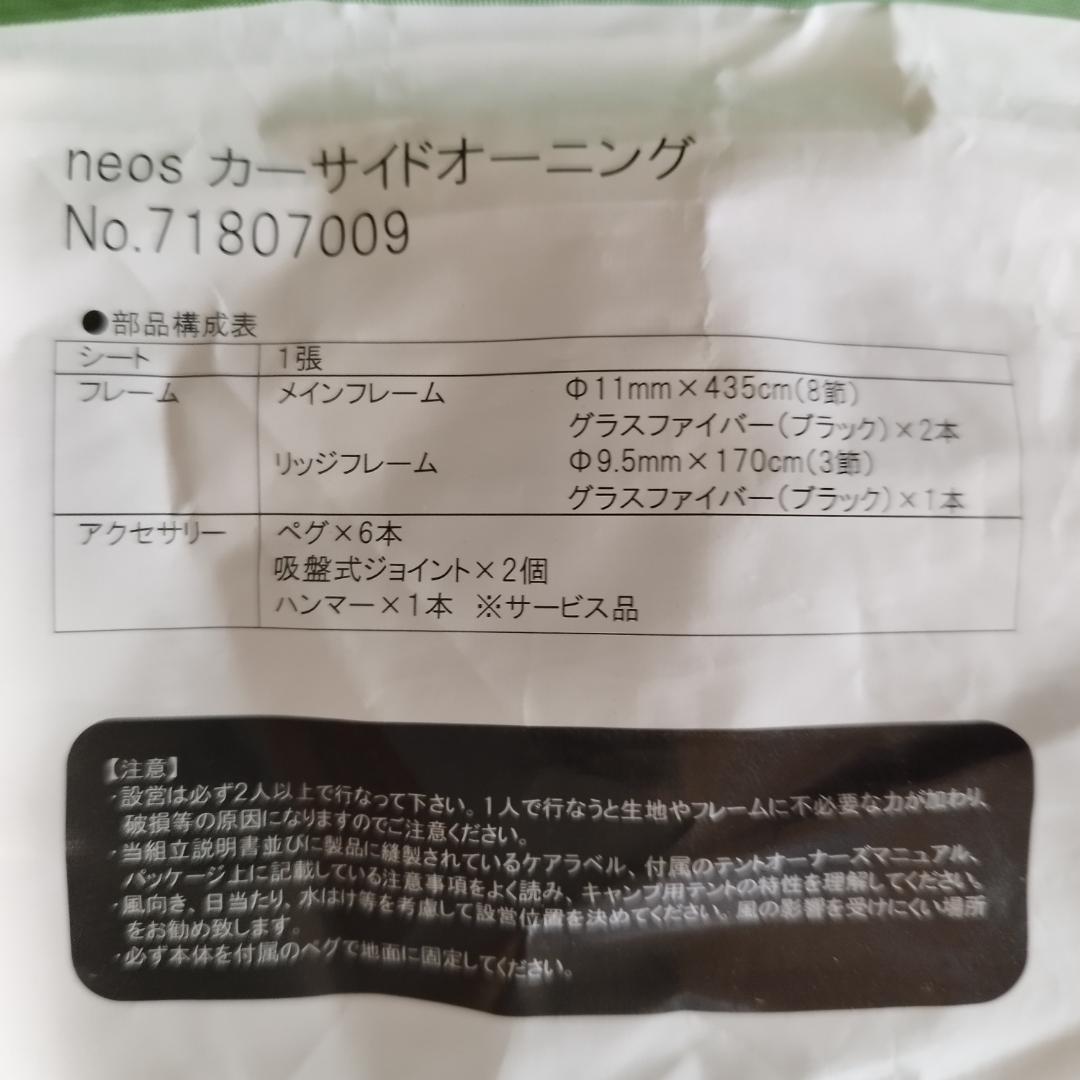 neos カーサイドオーニング
No.71807009
●部品構成表
シート 1張
フレーム メインフレーム Φ11mm×435cm(8節)
グラスファイバー(ブラック)×2本
リッジフレーム Φ9.5mm×170cm(3節)
グラスファイバー(ブラック)×1本
アクセサリー ペグ×6本
吸盤式ジョイント×2個
ハンマー×1本 ※サービス品
【注意】
・設営は必ず2人以上で行なって下さい。1人で行なうと生地やフレームに不必要な力が加わり、
破損等の原因になりますのでご注意ください。
・当組立説明書並びに製品に縫製されているケアラベル、付属のテントオーナーズマニュアル、
パッケージ上に記載している注意事項をよく読み、キャンプ用テントの特性を理解してください。
・風向き、日当たり、水はけ等を考慮して設営位置を決めてください。風の影響を受けにくい場所
をお勧め致します。
・必ず本体を付属のペグで地面に固定してください。